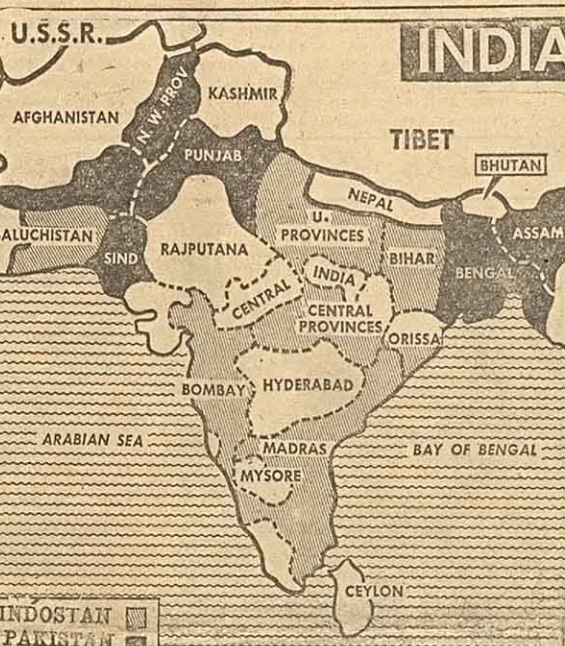 U.S.S.R.
INDIA
KASHMIR
N. W. PROV
AFGHANISTAN
TIBET
PUNJAB
BHUTAN
NEPAL
U.
PROVINCES
ASSAM
ALUCHISTAN
SIND
RAJPUTANA
BIHAR
BENGAL
INDIA
CENTRAL
CENTRAL
PROVINCES
ORISSA
BOMBAY
HYDERABAD
ARABIAN SEA
MADRAS
BAY OF BENGAL
MYSORE
CEYLON
INDOSTAN
PAKISTAN